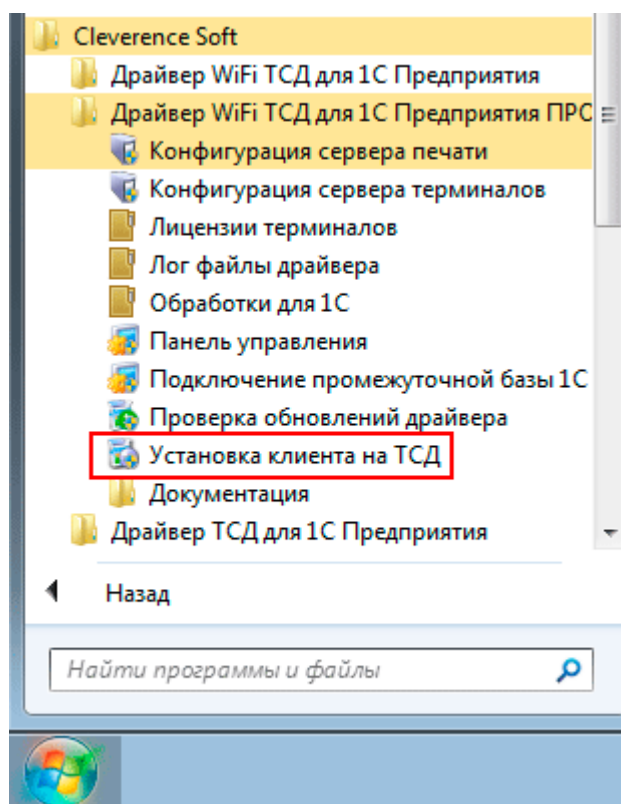 Cleverence Soft
Драйвер WiFi ТСД для 1С Предприятия
Драйвер WiFi ТСД для 1С Предприятия ПРО
Конфигурация сервера печати
Конфигурация сервера терминалов
Лицензии терминалов
Лог файлы драйвера
Обработки для 1С
Панель управления
Подключение промежуточной базы 1С
Проверка обновлений драйвера
Установка клиента на ТСД
Документация
Драйвер ТСД для 1С Предприятия
Назад
Найти программы и файлы